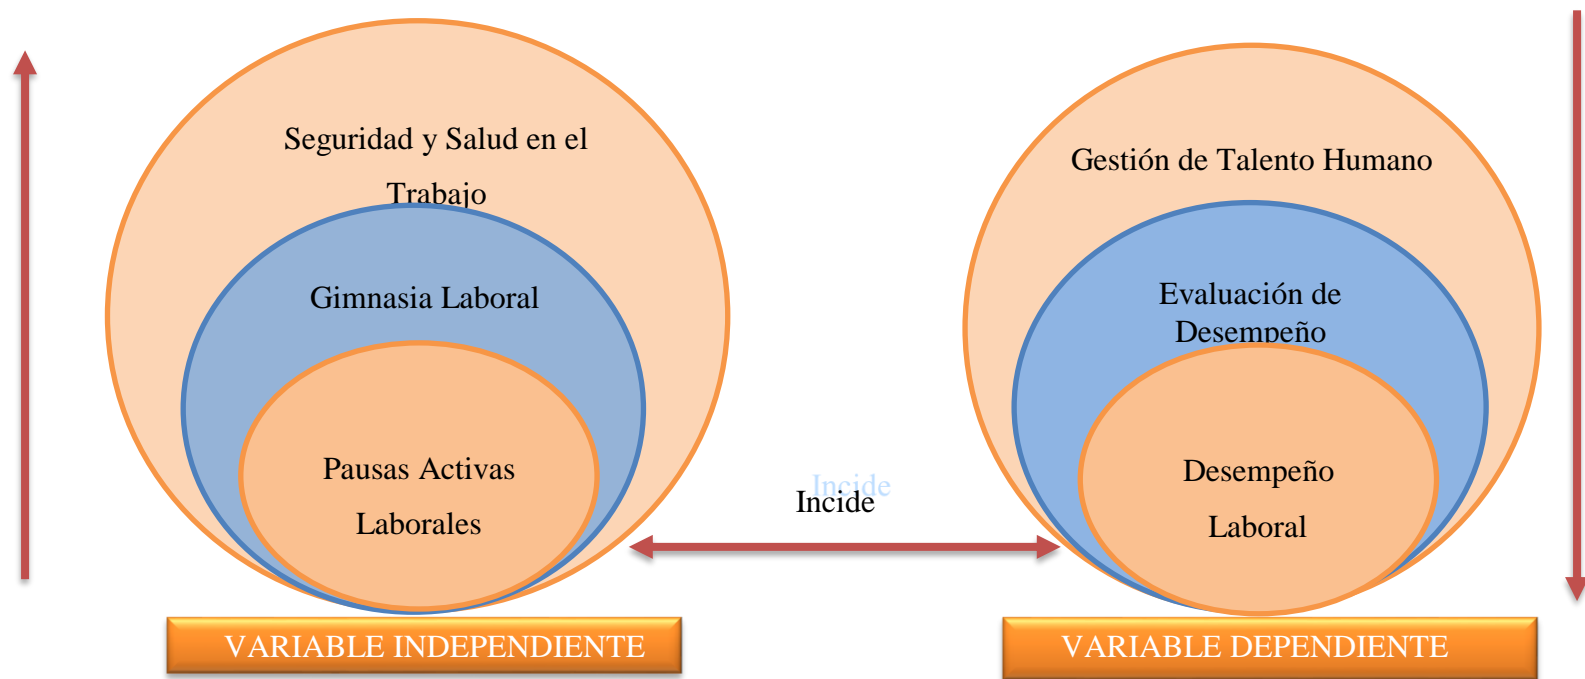 Seguridad y Salud en el
Trabajo
Gimnasia Laboral
Pausas Activas
Laborales
VARIABLE INDEPENDIENTE
Incide
Incide
Gestión de Talento Humano
Evaluación de
Desempeño
Desempeño
Laboral
VARIABLE DEPENDIENTE